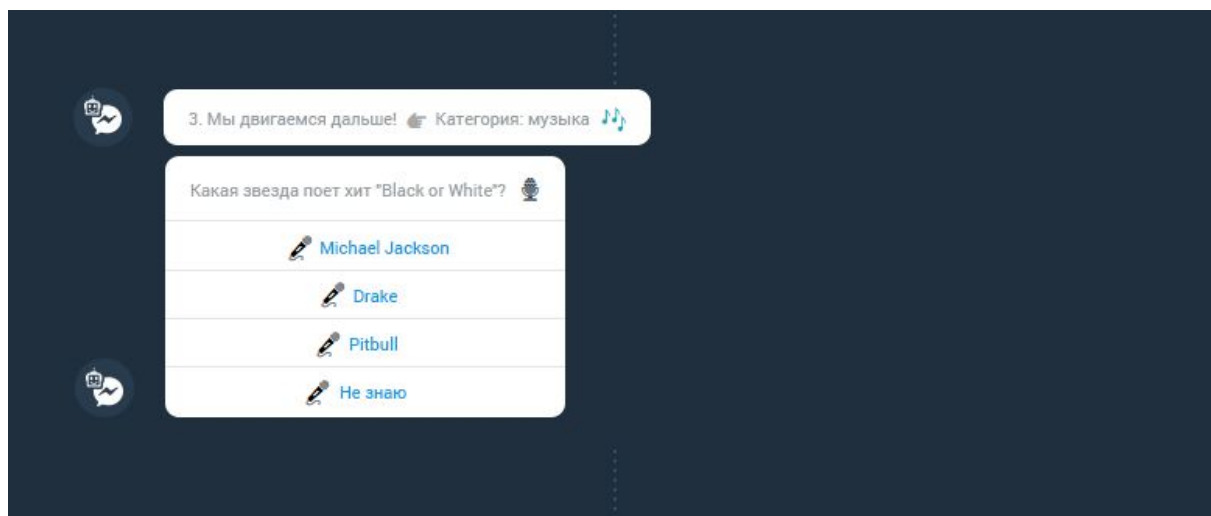 3. Мы двигаемся дальше! 👉 Категория: музыка 🎶
Какая звезда поет хит "Black or White"? 🎙
🎤 Michael Jackson
🎤 Drake
🎤 Pitbull
🎤 Не знаю